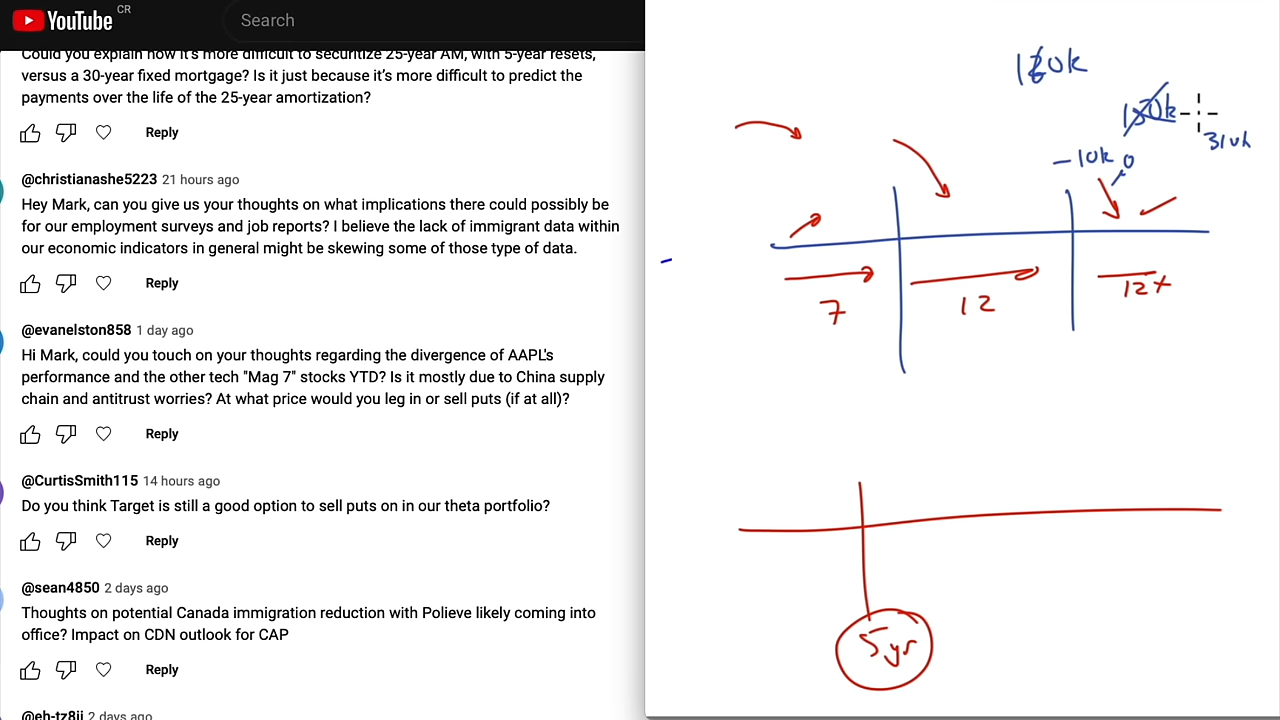 YouTube CR
Search
Could you explain how it's more difficult to securitize 25-year AM, with 5-year resets,
versus a 30-year fixed mortgage? Is it just because it's more difficult to predict the
payments over the life of the 25-year amortization?
Reply
@christianashe5223 21 hours ago
Hey Mark, can you give us your thoughts on what implications there could possibly be
for our employment surveys and job reports? I believe the lack of immigrant data within
our economic indicators in general might be skewing some of those type of data.
Reply
@evanelston858 1 day ago
Hi Mark, could you touch on your thoughts regarding the divergence of AAPL's
performance and the other tech "Mag 7" stocks YTD? Is it mostly due to China supply
chain and antitrust worries? At what price would you leg in or sell puts (if at all)?
Reply
@CurtisSmith115 14 hours ago
Do you think Target is still a good option to sell puts on in our theta portfolio?
Reply
@sean4850 2 days ago
Thoughts on potential Canada immigration reduction with Polieve likely coming into
office? Impact on CDN outlook for CAP
Reply
@eh-tz8ii 2 days ago
-10k 0
7
12
12+
5yr